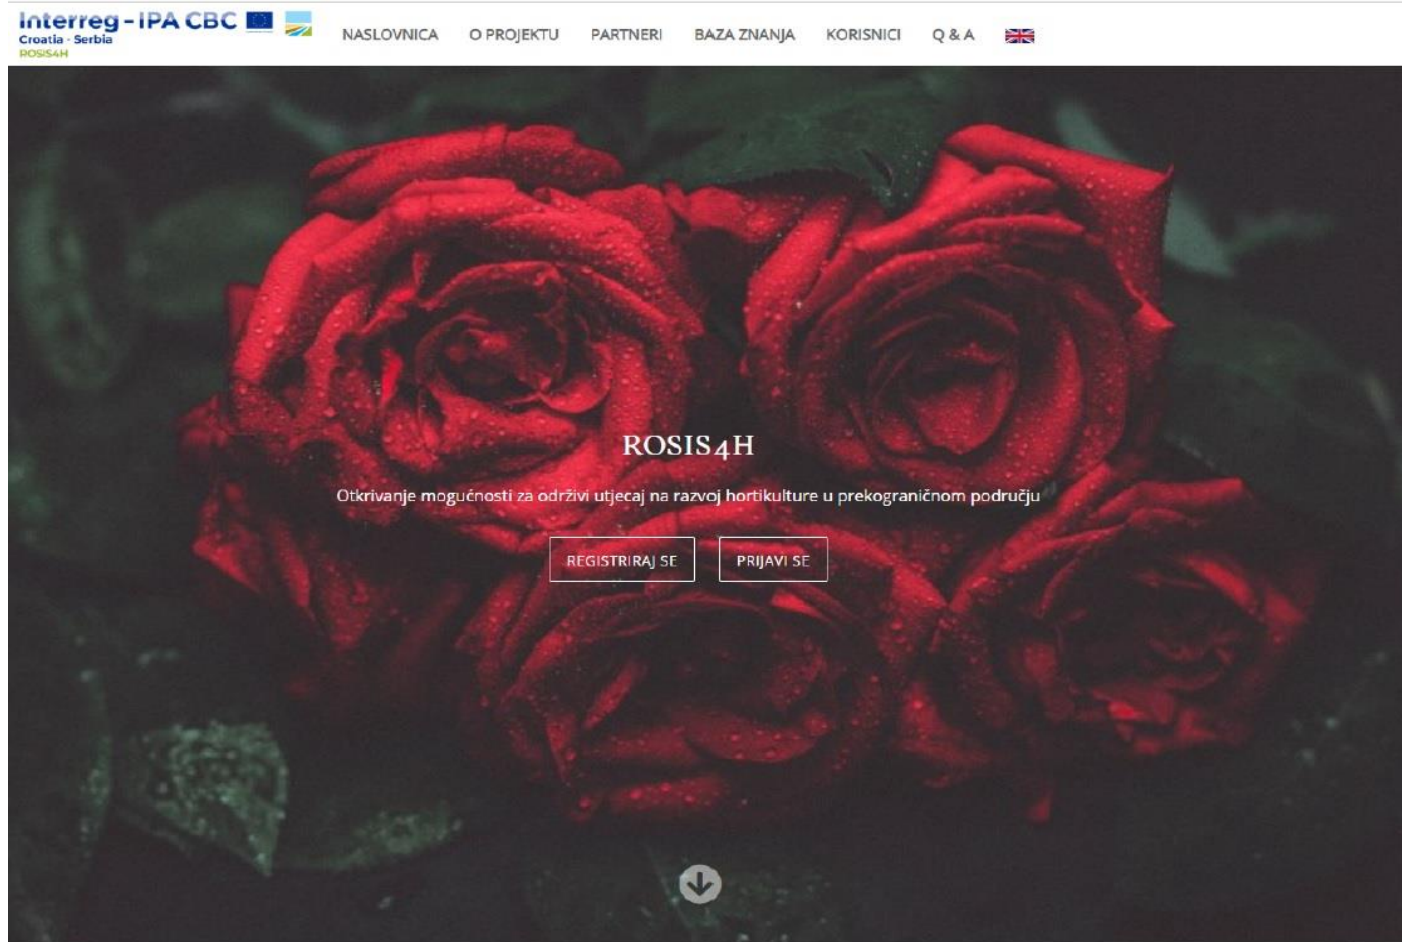 Interreg - IPA CBC
Croatia - Serbia
ROSIS4H
NASLOVNICA O PROJEKTU PARTNERI BAZA ZNANJA KORISNICI Q & A
ROSIS4H
Otkrivanje mogućnosti za održivi utjecaj na razvoj hortikulture u prekograničnom području
REGISTRIRAJ SE PRIJAVI SE